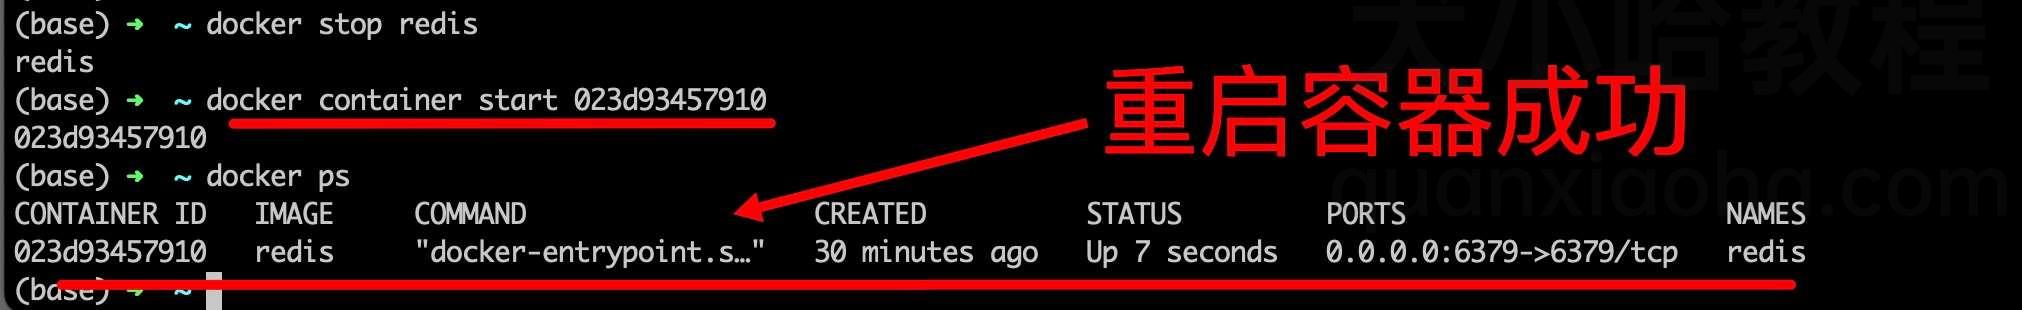 (base) ➜ ~ docker stop redis
redis
(base) ➜ ~ docker container start 023d93457910
023d93457910
(base) ➜ ~ docker ps
CONTAINER ID IMAGE COMMAND CREATED STATUS PORTS NAMES
023d93457910 redis "docker-entrypoint.s…" 30 minutes ago Up 7 seconds 0.0.0.0:6379->6379/tcp redis
(base) ➜ ~
重启容器成功
犬小哈教程
quanxiaoha.com